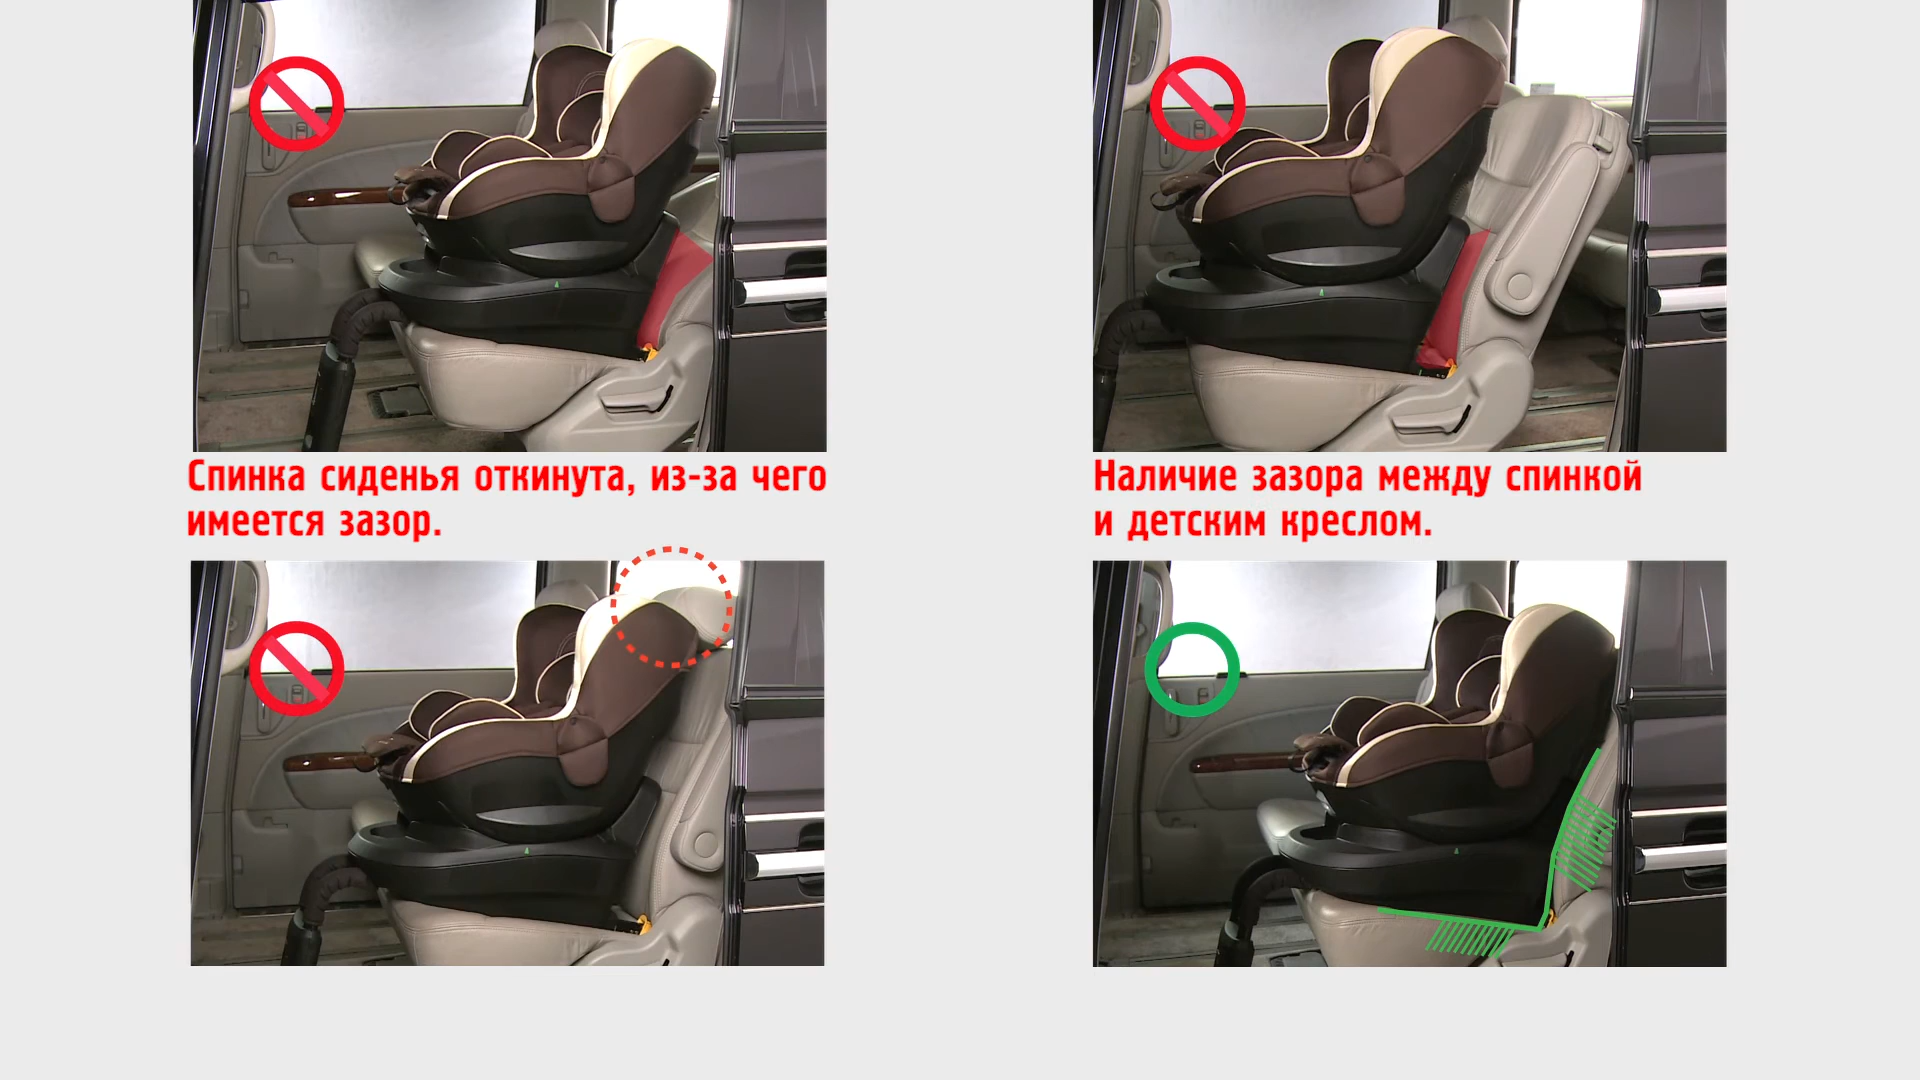 Спинка сиденья откинута, из-за чего
имеется зазор.
Наличие зазора между спинкой
и детским креслом.